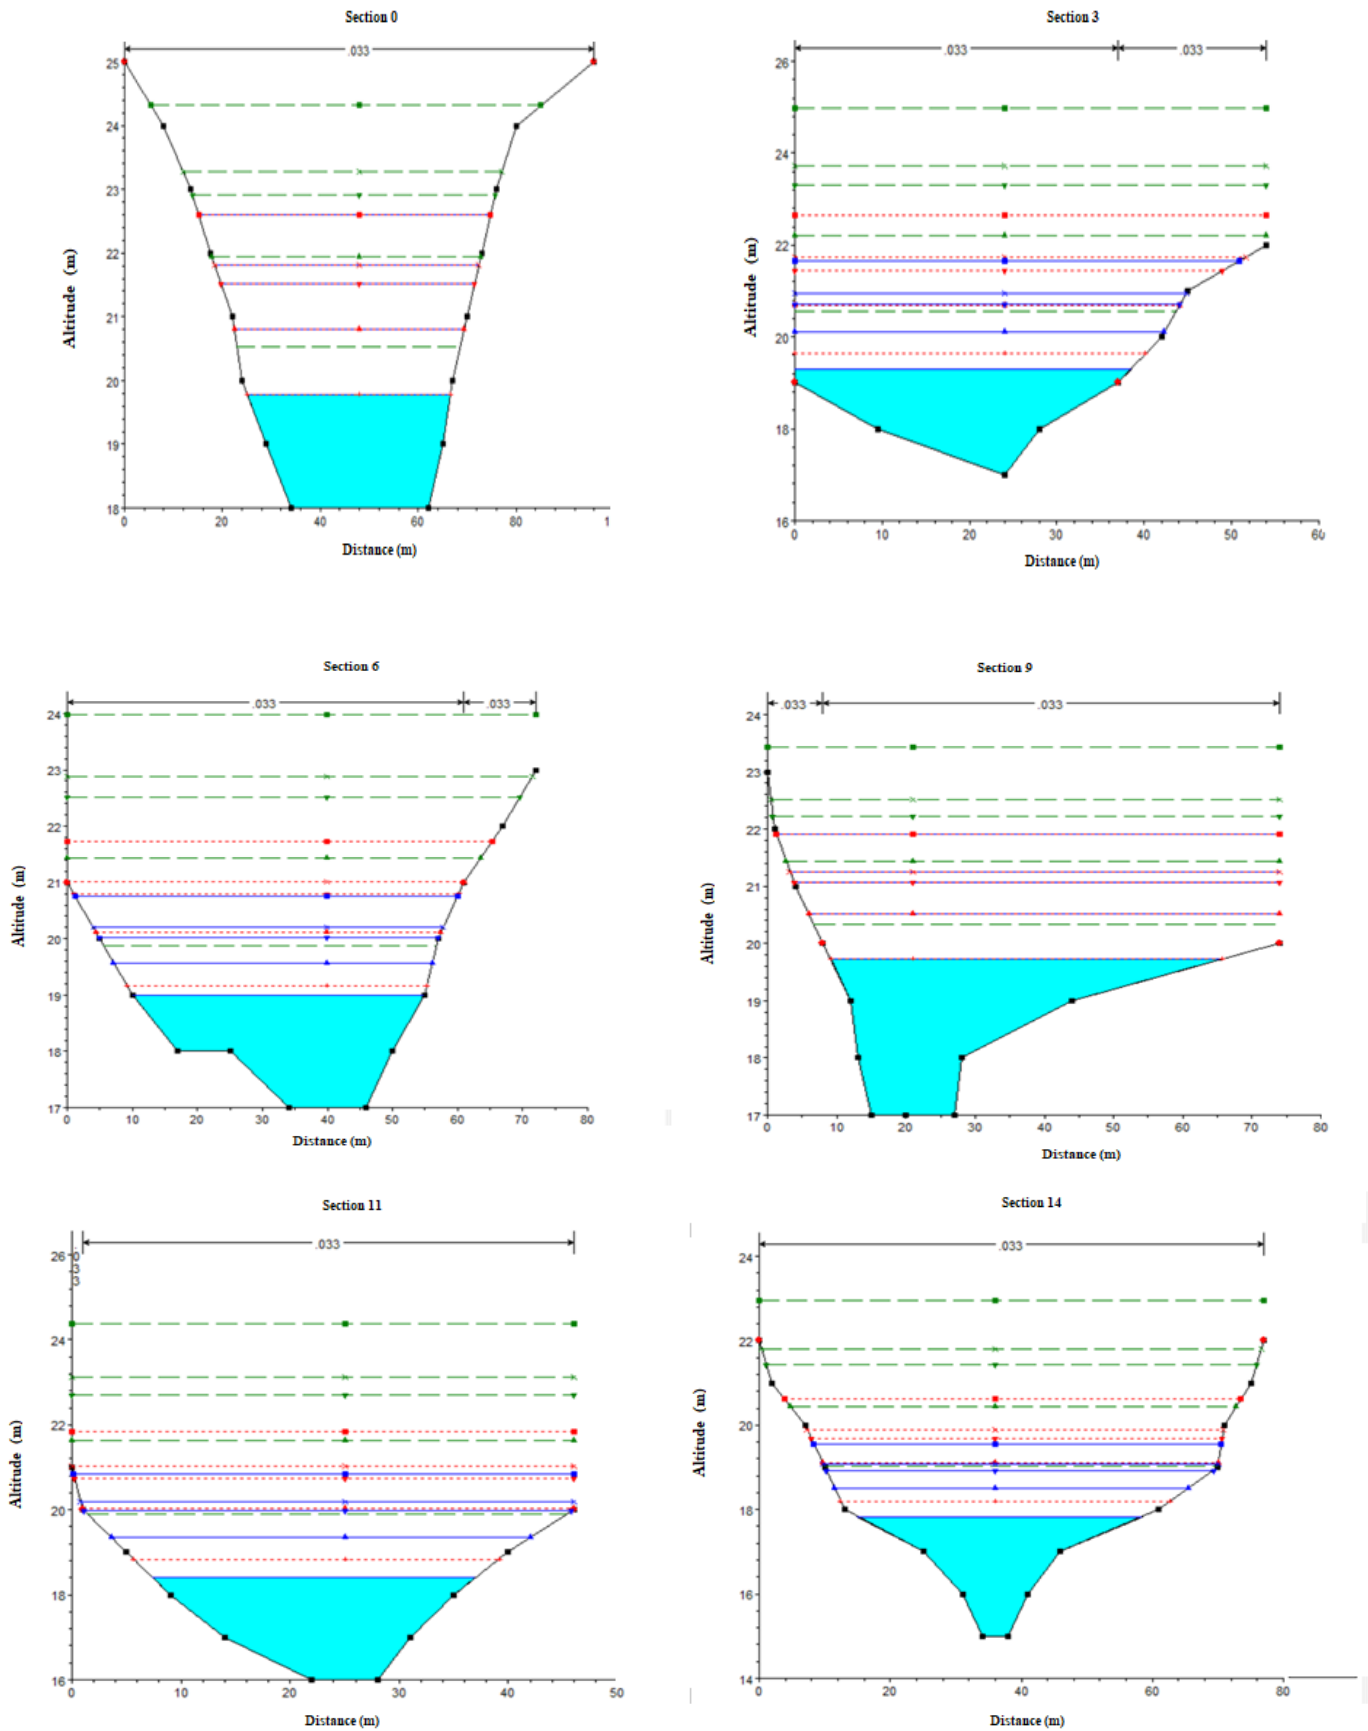 Section 0
.033
25
24
23
22
21
20
19
18
Altitude (m)
0 20 40 60 80 1
Distance (m)
Section 3
.033 .033
26
24
22
20
18
16
Altitude (m)
0 10 20 30 40 50 60
Distance (m)
Section 6
.033 .033
24
23
22
21
20
19
18
17
Altitude (m)
0 10 20 30 40 50 60 70 80
Distance (m)
Section 9
.033 .033
24
23
22
21
20
19
18
17
Altitude (m)
0 10 20 30 40 50 60 70 80
Distance (m)
Section 11
.033 .033
26
24
22
20
18
16
Altitude (m)
0 10 20 30 40 50
Distance (m)
Section 14
.033
24
22
20
18
16
14
Altitude (m)
0 20 40 60 80
Distance (m)